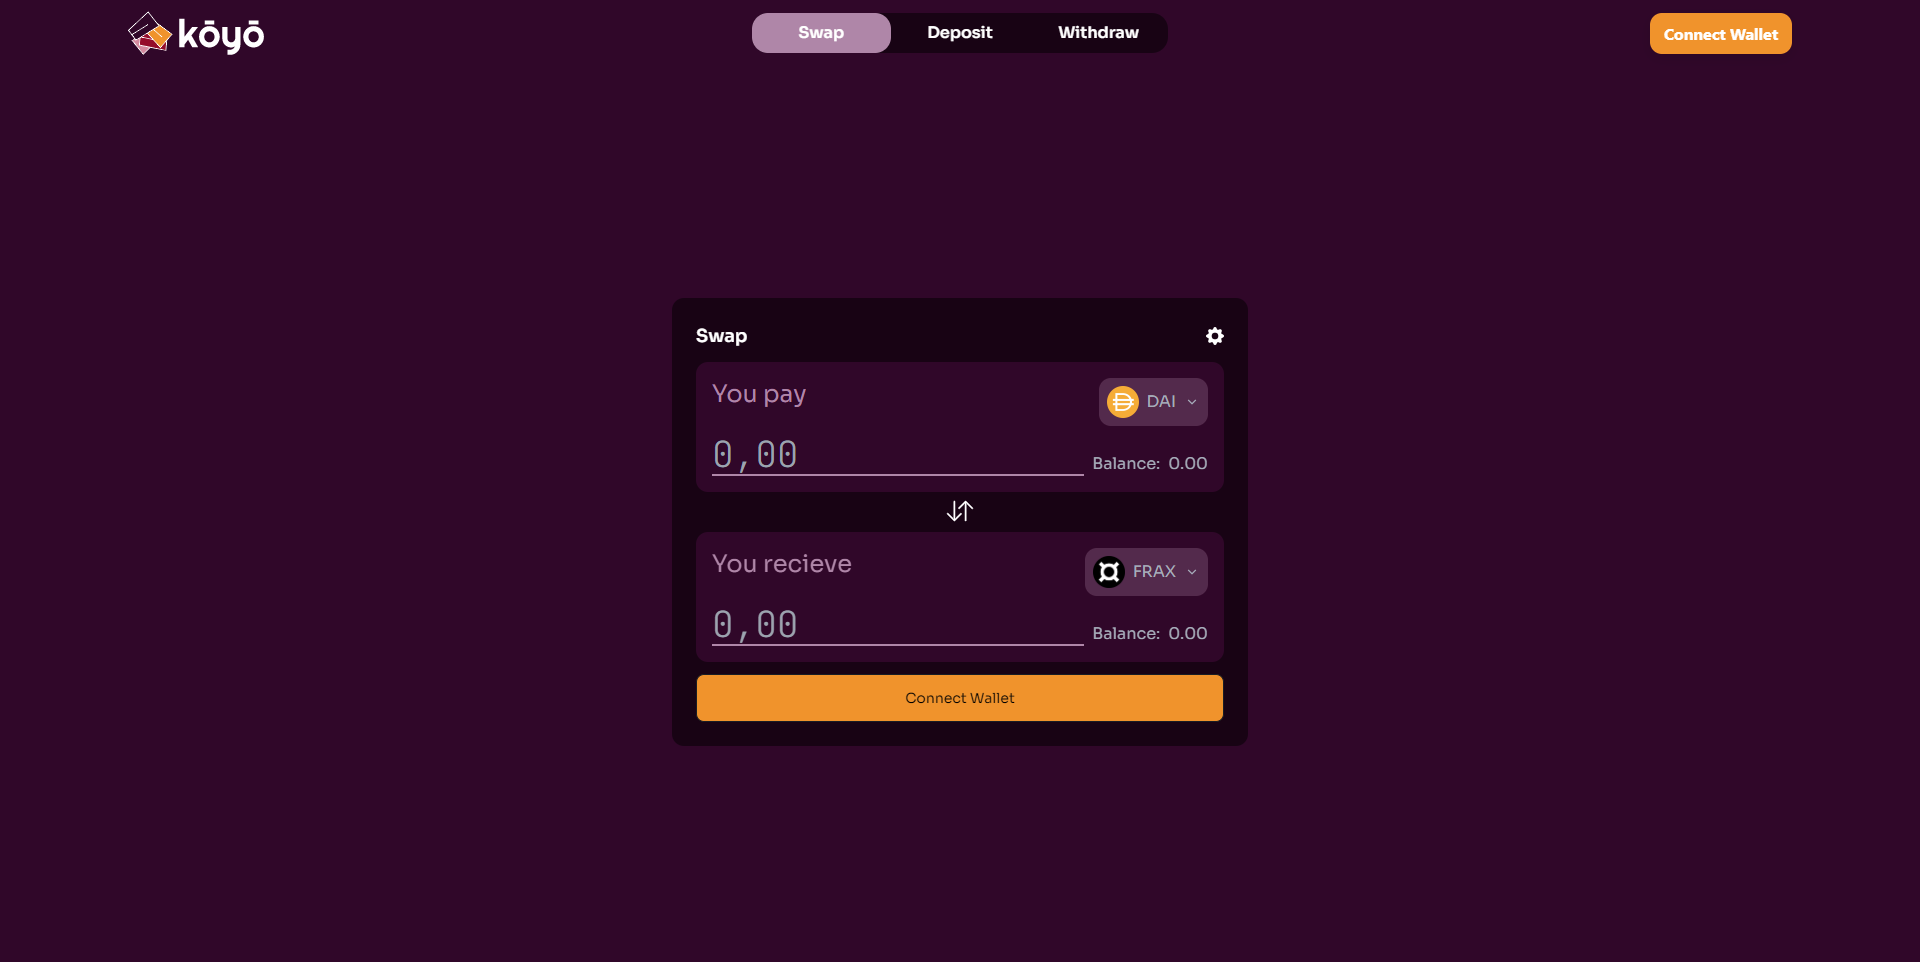 kōyō
Swap
Deposit
Withdraw
Connect Wallet
Swap
You pay
DAI
0,00
Balance: 0.00
You recieve
FRAX
0,00
Balance: 0.00
Connect Wallet